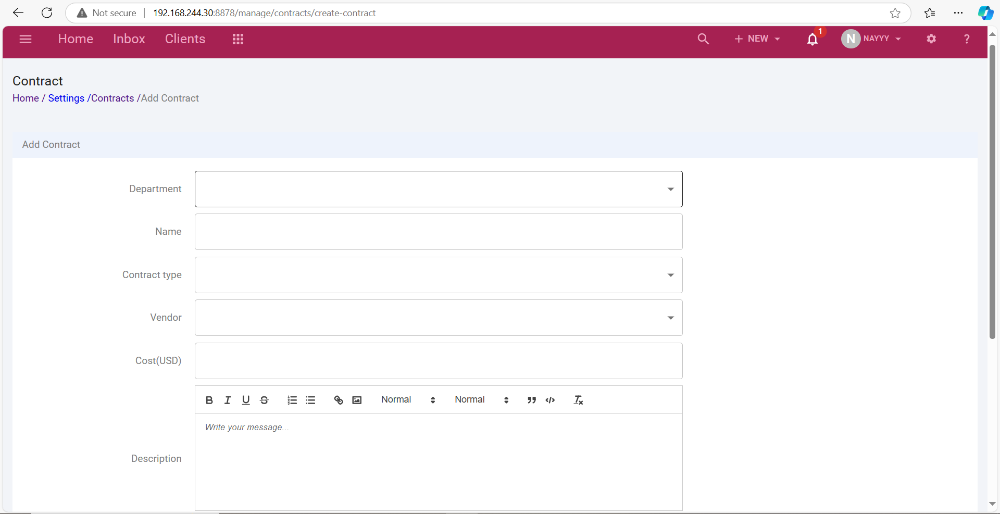 Not secure | 192.168.244.30:8878/manage/contracts/create-contract
Home Inbox Clients + NEW 1 N NAYYY ?
Contract
Home / Settings /Contracts /Add Contract
Add Contract
Department
Name
Contract type
Vendor
Cost(USD)
B I U S Normal Normal
Write your message...
Description